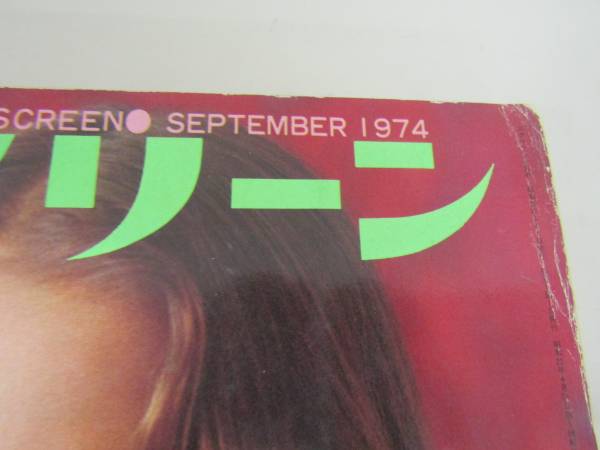 SCREEN● SEPTEMBER 1974
リーン